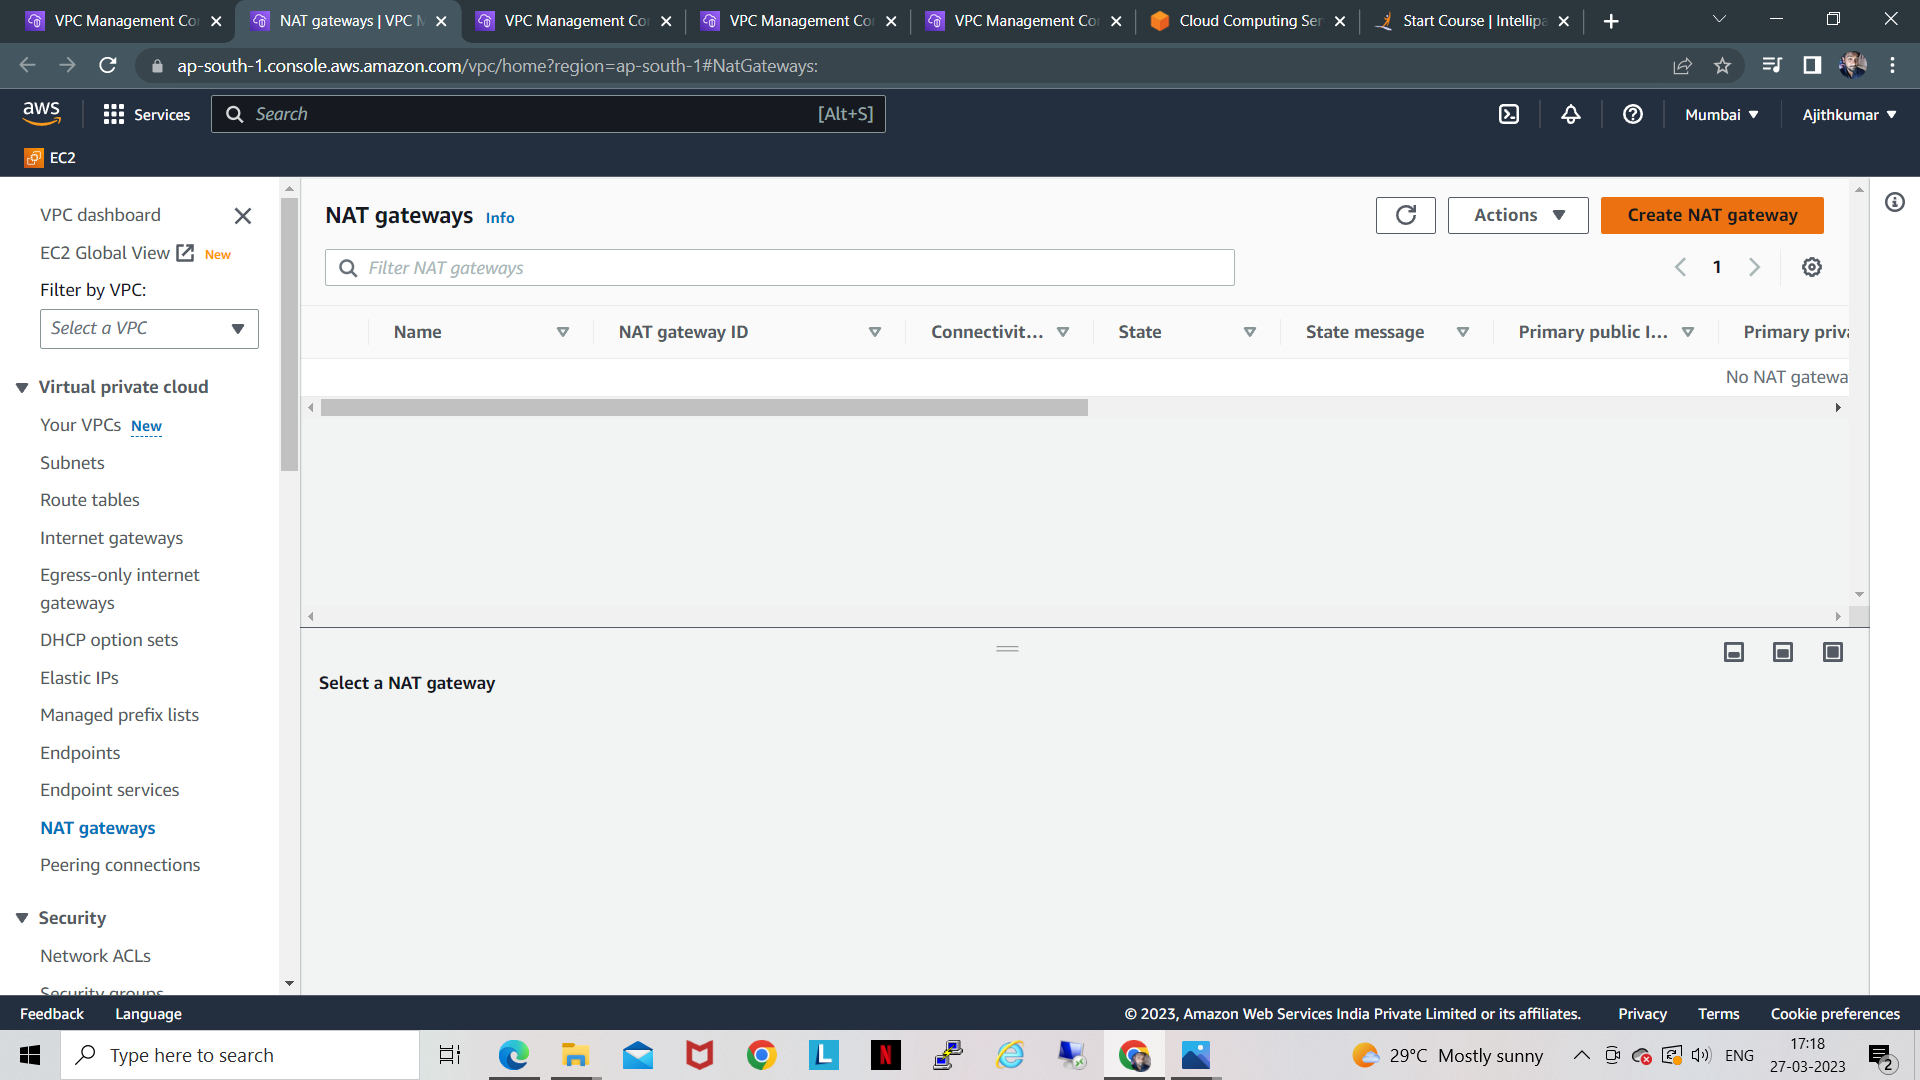 VPC Management Co
NAT gateways | VPC M
VPC Management Co
VPC Management Co
VPC Management Co
Cloud Computing Ser
Start Course | Intellipa
ap-south-1.console.aws.amazon.com/vpc/home?region=ap-south-1#NatGateways:
aws
Services
Search
[Alt+S]
Mumbai
Ajithkumar
EC2
VPC dashboard
EC2 Global View New
Filter by VPC:
Select a VPC
Virtual private cloud
Your VPCs New
Subnets
Route tables
Internet gateways
Egress-only internet
gateways
DHCP option sets
Elastic IPs
Managed prefix lists
Endpoints
Endpoint services
NAT gateways
Peering connections
Security
Network ACLs
Security groups
NAT gateways Info
Actions
Create NAT gateway
Filter NAT gateways
1
Name
NAT gateway ID
Connectivit...
State
State message
Primary public I...
Primary priva
No NAT gatewa
Select a NAT gateway
Feedback
Language
© 2023, Amazon Web Services India Private Limited or its affiliates.
Privacy
Terms
Cookie preferences
Type here to search
L
N
29°C Mostly sunny
ENG
17:18
27-03-2023
2